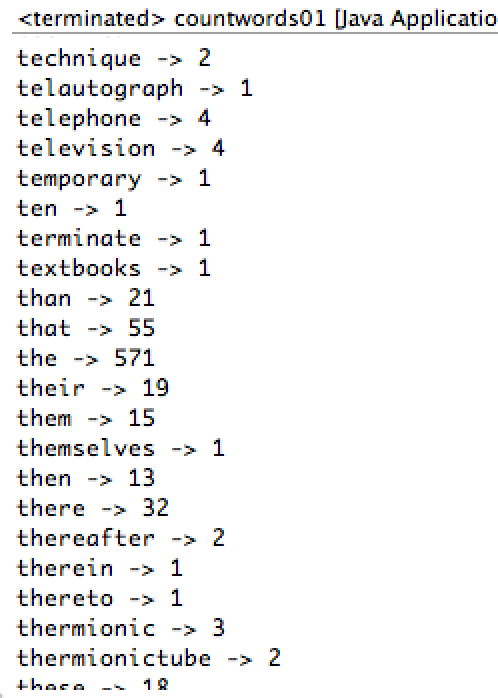 <terminated> countwords01 [Java Applicatio
technique -> 2
telautograph -> 1
telephone -> 4
television -> 4
temporary -> 1
ten -> 1
terminate -> 1
textbooks -> 1
than -> 21
that -> 55
the -> 571
their -> 19
them -> 15
themselves -> 1
then -> 13
there -> 32
thereafter -> 2
therein -> 1
thereto -> 1
thermionic -> 3
thermionictube -> 2
these -> 18